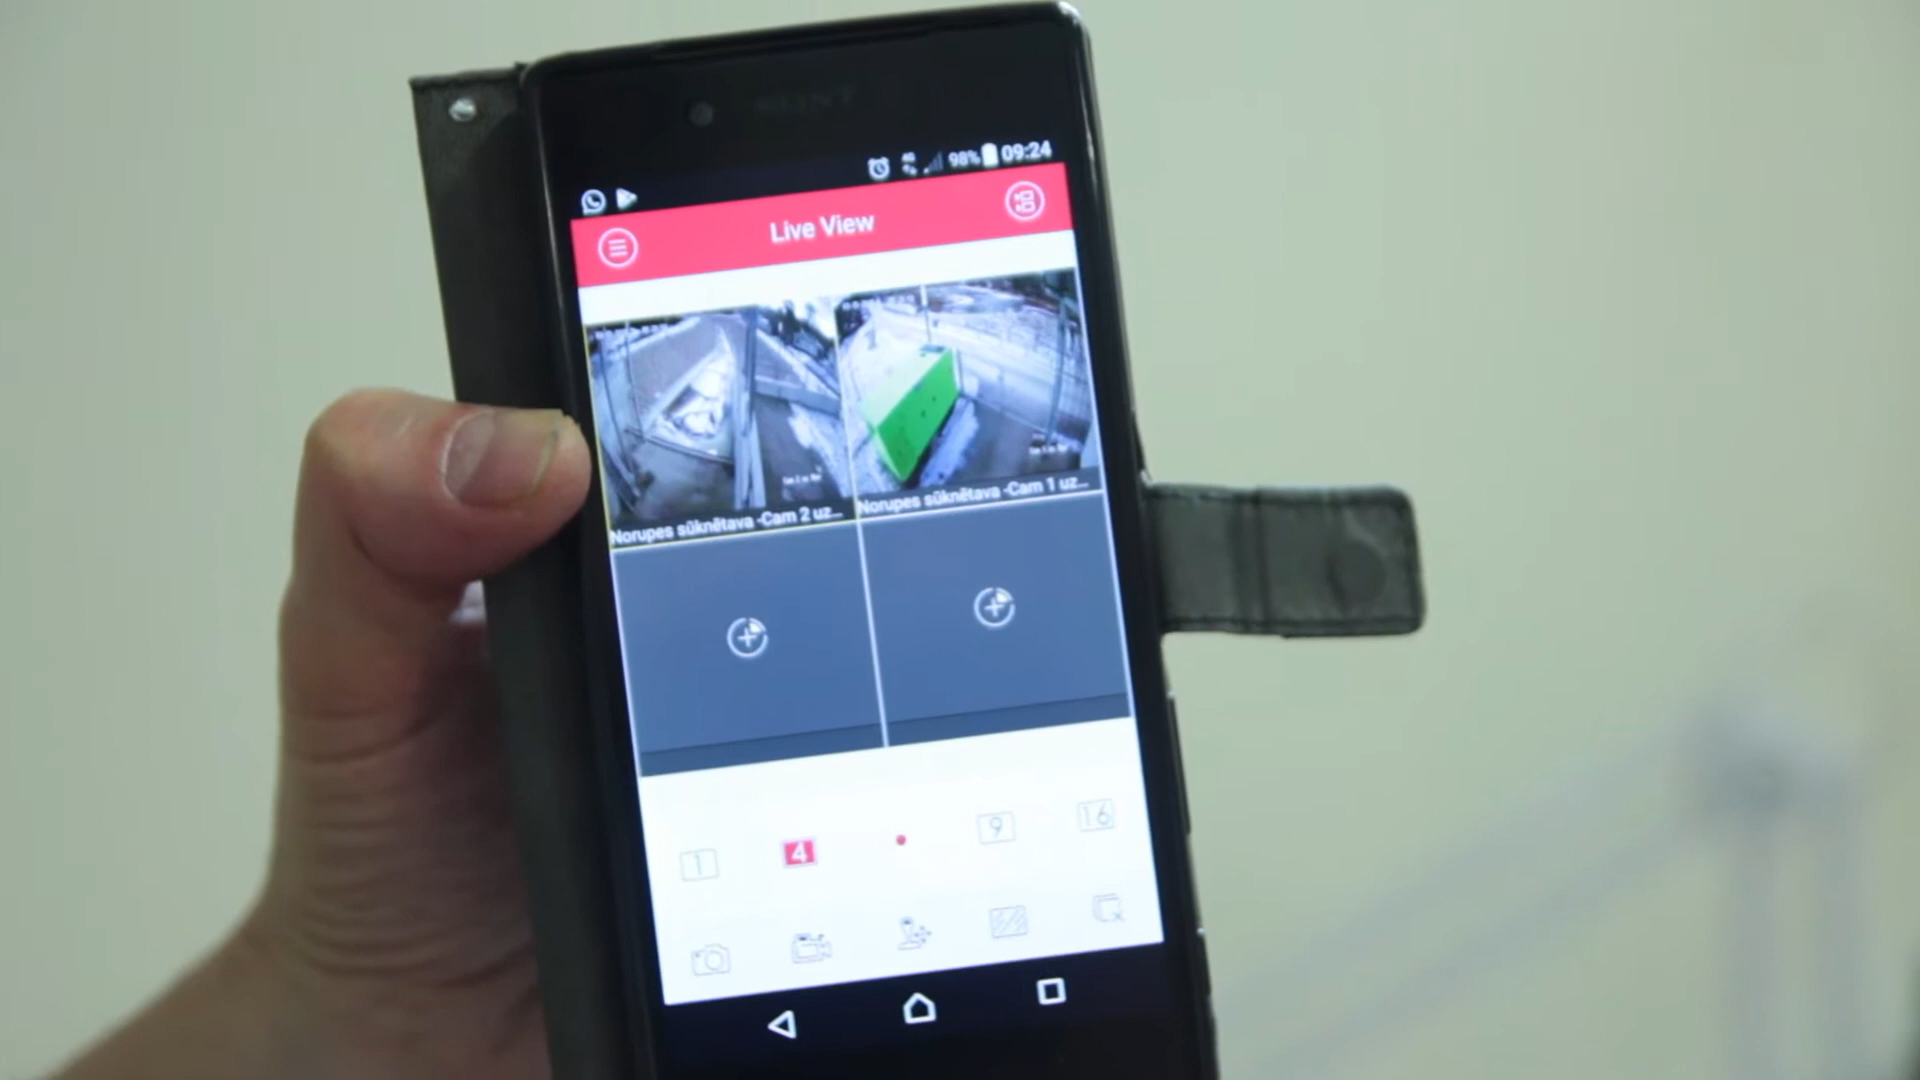 SONY
98% 09:24
Live View
Norupes sūknētava -Cam 2 uz...
Norupes sūknētava -Cam 1 uz...
1 4 9 16